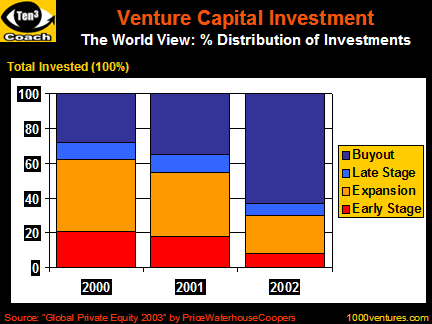 Ten³
Coach
Venture Capital Investment
The World View: % Distribution of Investments
Total Invested (100%)
100
80
60
40
20
0
2000
2001
2002
Buyout
Late Stage
Expansion
Early Stage
Source: "Global Private Equity 2003" by PriceWaterhouseCoopers
1000ventures.com